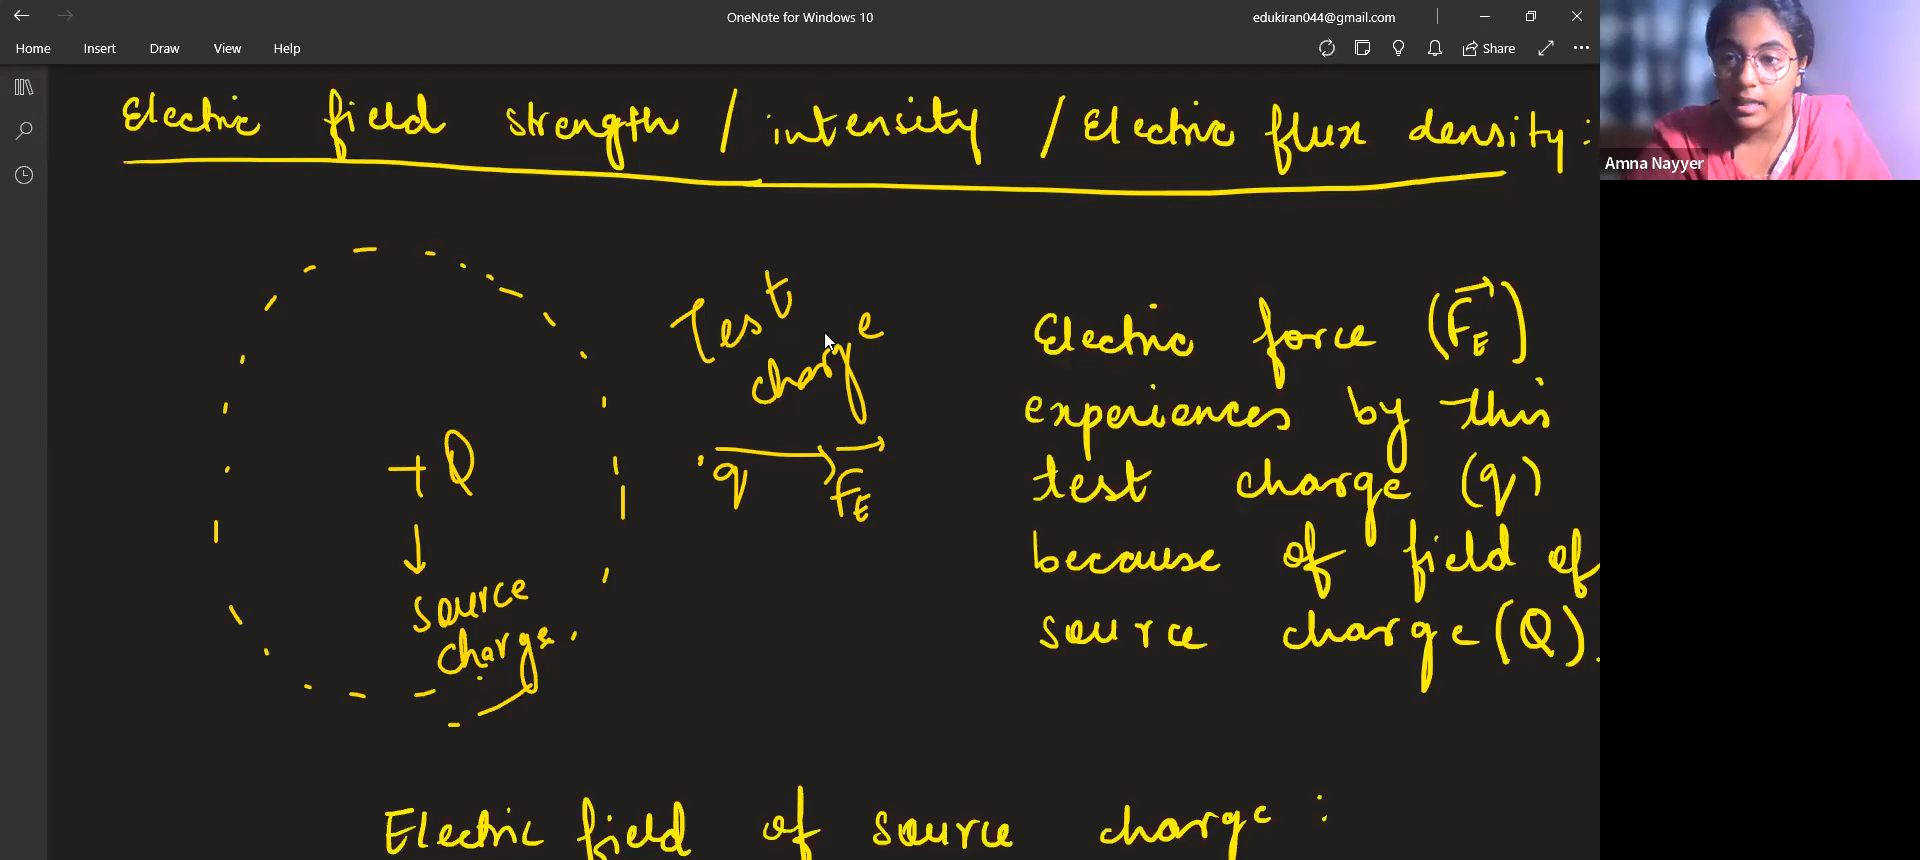 OneNote for Windows 10
edukiran044@gmail.com
Home Insert Draw View Help
Share
Amna Nayyer
Electric field strength / intensity / Electric flux density:
Test
charge
+Q
q
F_E
source
charge
Electric force (F_E)
experiences by this
test charge (q)
because of field of
source charge (Q).
Electric field of source charge :